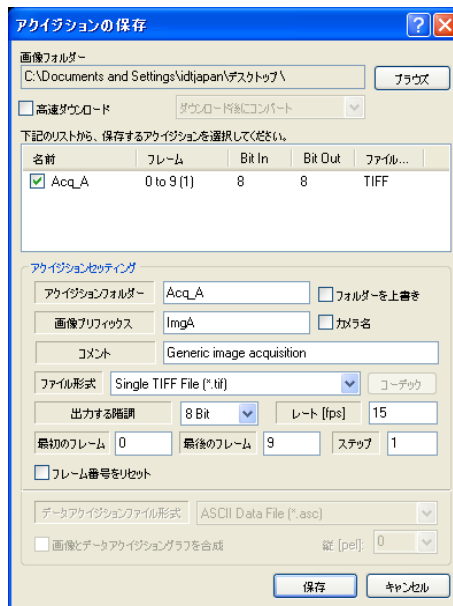 アクイジションの保存
画像フォルダー
C:\Documents and Settings\idtjapan\デスクトップ\ ブラウズ
高速ダウンロード ダウンロード後にコンバート
下記のリストから、保存するアクイジションを選択してください。
名前 フレーム Bit In Bit Out ファイル...
Acq_A 0 to 9 (1) 8 8 TIFF
アクイジションセッティング
アクイジションフォルダー Acq_A フォルダーを上書き
画像プリフィックス ImgA カメラ名
コメント Generic image acquisition
ファイル形式 Single TIFF File (*.tif) コーデック
出力する階調 8 Bit レート [fps] 15
最初のフレーム 0 最後のフレーム 9 ステップ 1
フレーム番号をリセット
データアクイジションファイル形式 ASCII Data File (*.asc)
画像とデータアクイジショングラフを合成 縦 [pel]: 0
保存 キャンセル